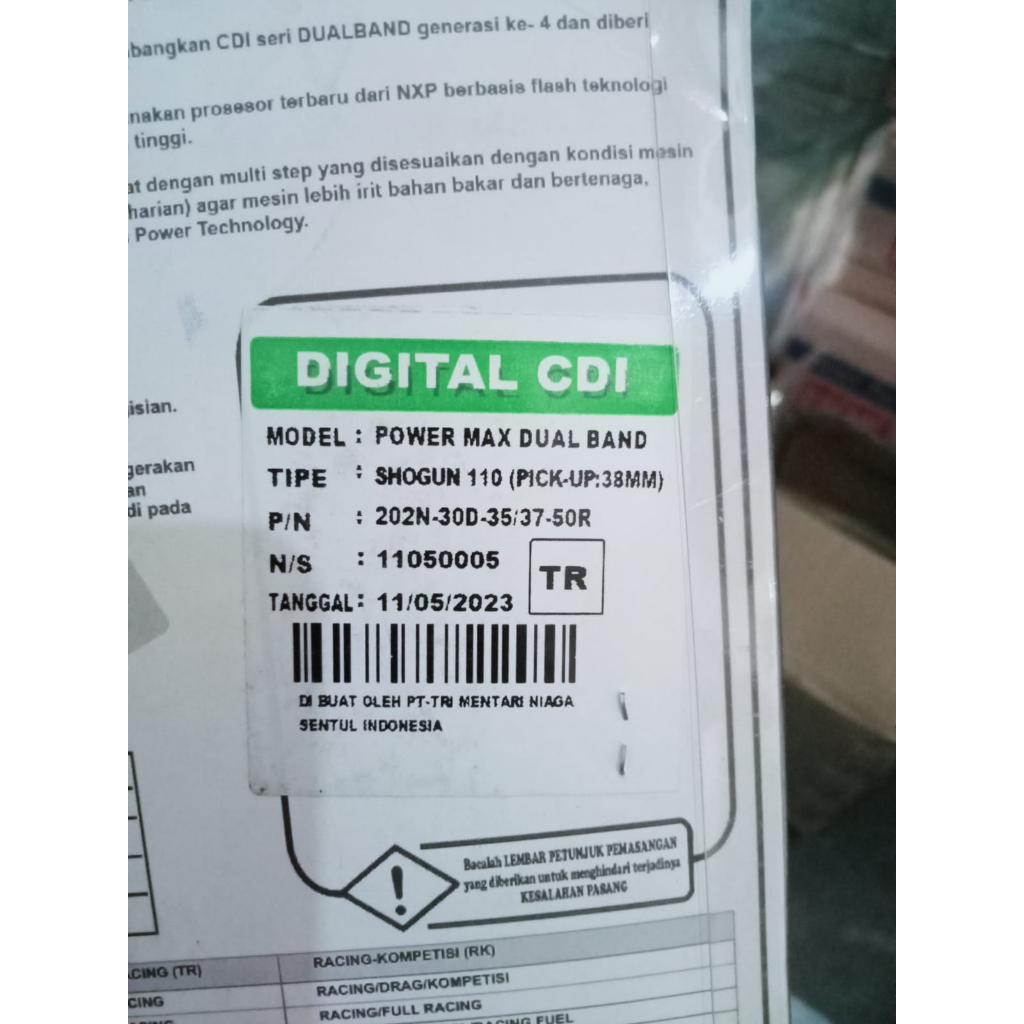 bangkan CDI seri DUALBAND generasi ke- 4 dan diberi
nakan prosesor terbaru dari NXP berbasis flash teknologi
tinggi.
at dengan multi step yang disesuaikan dengan kondisi mesin
harian) agar mesin lebih irit bahan bakar dan bertenaga,
Power Technology.
isian.
gerakan
an
di pada
DIGITAL CDI
MODEL : POWER MAX DUAL BAND
TIPE : SHOGUN 110 (PICK-UP:38MM)
P/N : 202N-30D-35/37-50R
N/S : 11050005
TANGGAL : 11/05/2023
TR
DI BUAT OLEH PT-TRI MENTARI NIAGA
SENTUL INDONESIA
!
Bacalah LEMBAR PETUNJUK PEMASANGAN
yang diberikan untuk menghindari terjadinya
KESALAHAN PASANG
ACING (TR) RACING-KOMPETISI (RK)
CING RACING/DRAG/KOMPETISI
RACING/FULL RACING
RACING FUEL